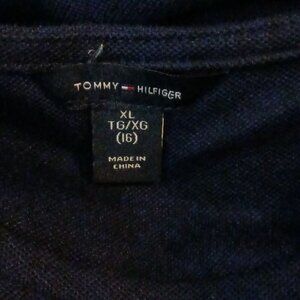 TOMMY HILFIGER
XL
TG/XG
(16)
MADE IN
CHINA